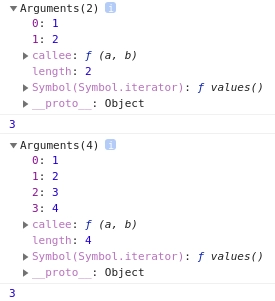 Arguments(2) i
0: 1
1: 2
callee: ƒ (a, b)
length: 2
Symbol(Symbol.iterator): ƒ values()
__proto__: Object
3
Arguments(4) i
0: 1
1: 2
2: 3
3: 4
callee: ƒ (a, b)
length: 4
Symbol(Symbol.iterator): ƒ values()
__proto__: Object
3